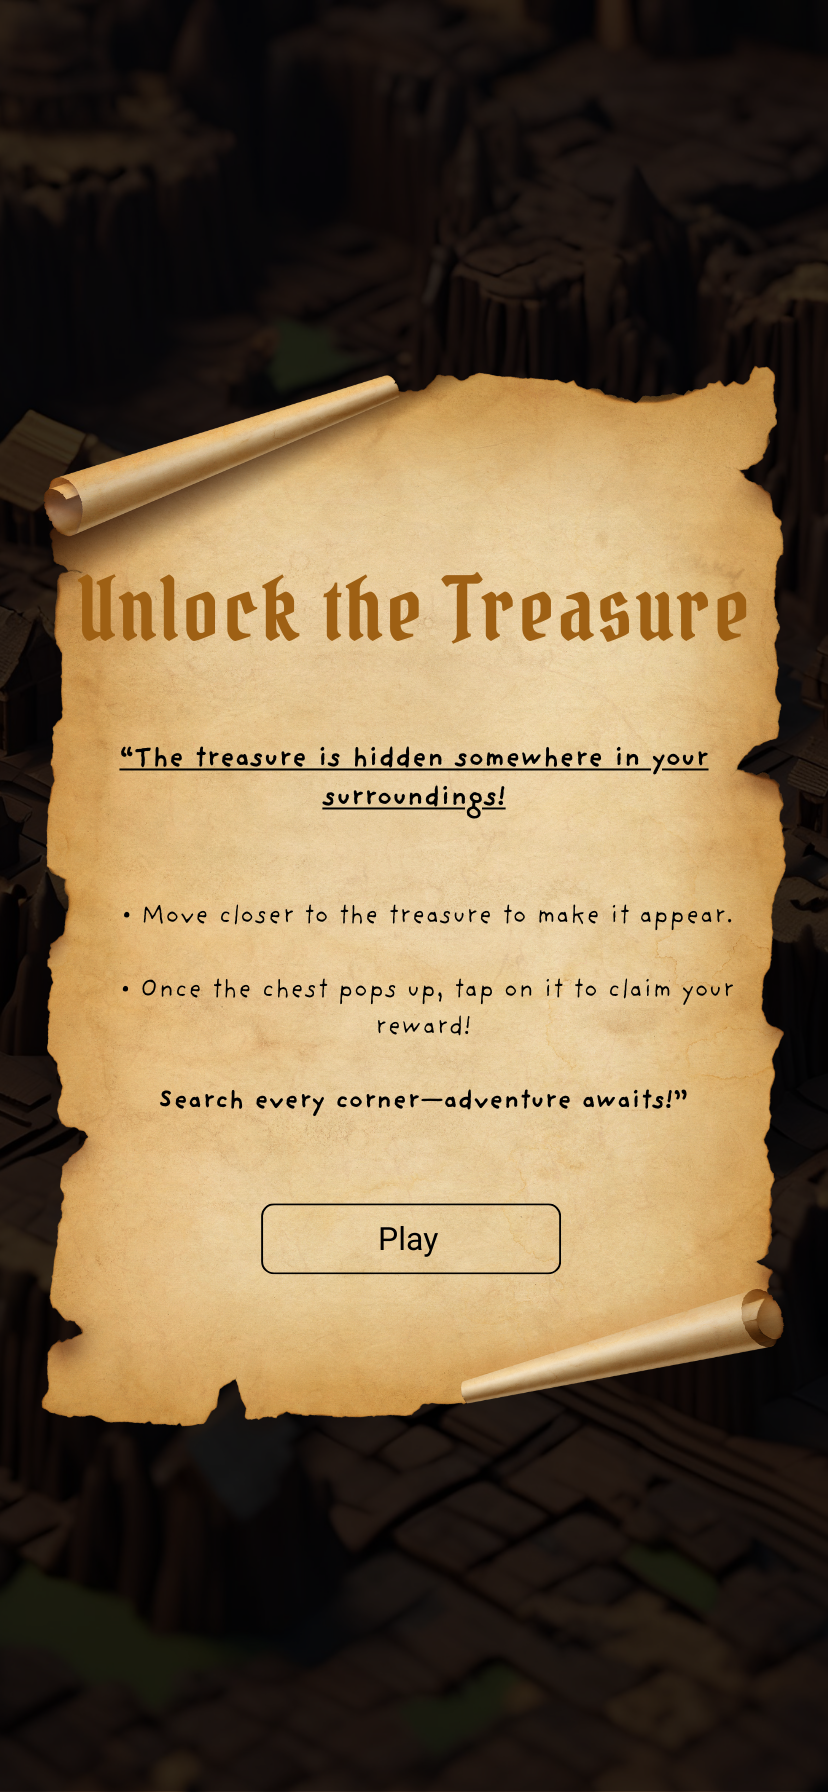 Unlock the Treasure
“The treasure is hidden somewhere in your
surroundings!
• Move closer to the treasure to make it appear.
• Once the chest pops up, tap on it to claim your
reward!
Search every corner—adventure awaits!”
Play